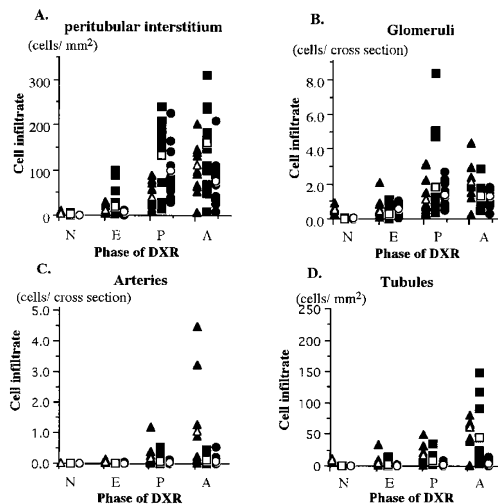 A.
peritubular interstitium
(cells/ mm²)
300
200
100
0
Cell infiltrate
N E P A
Phase of DXR
B.
Glomeruli
(cells/ cross section)
8.0
6.0
4.0
2.0
0.0
Cell infiltrate
N E P A
Phase of DXR
C.
Arteries
(cells/ cross section)
5.0
4.0
3.0
2.0
1.0
0.0
Cell infiltrate
N E P A
Phase of DXR
D.
Tubules
(cells/ mm²)
250
200
150
100
50
0
Cell infiltrate
N E P A
Phase of DXR